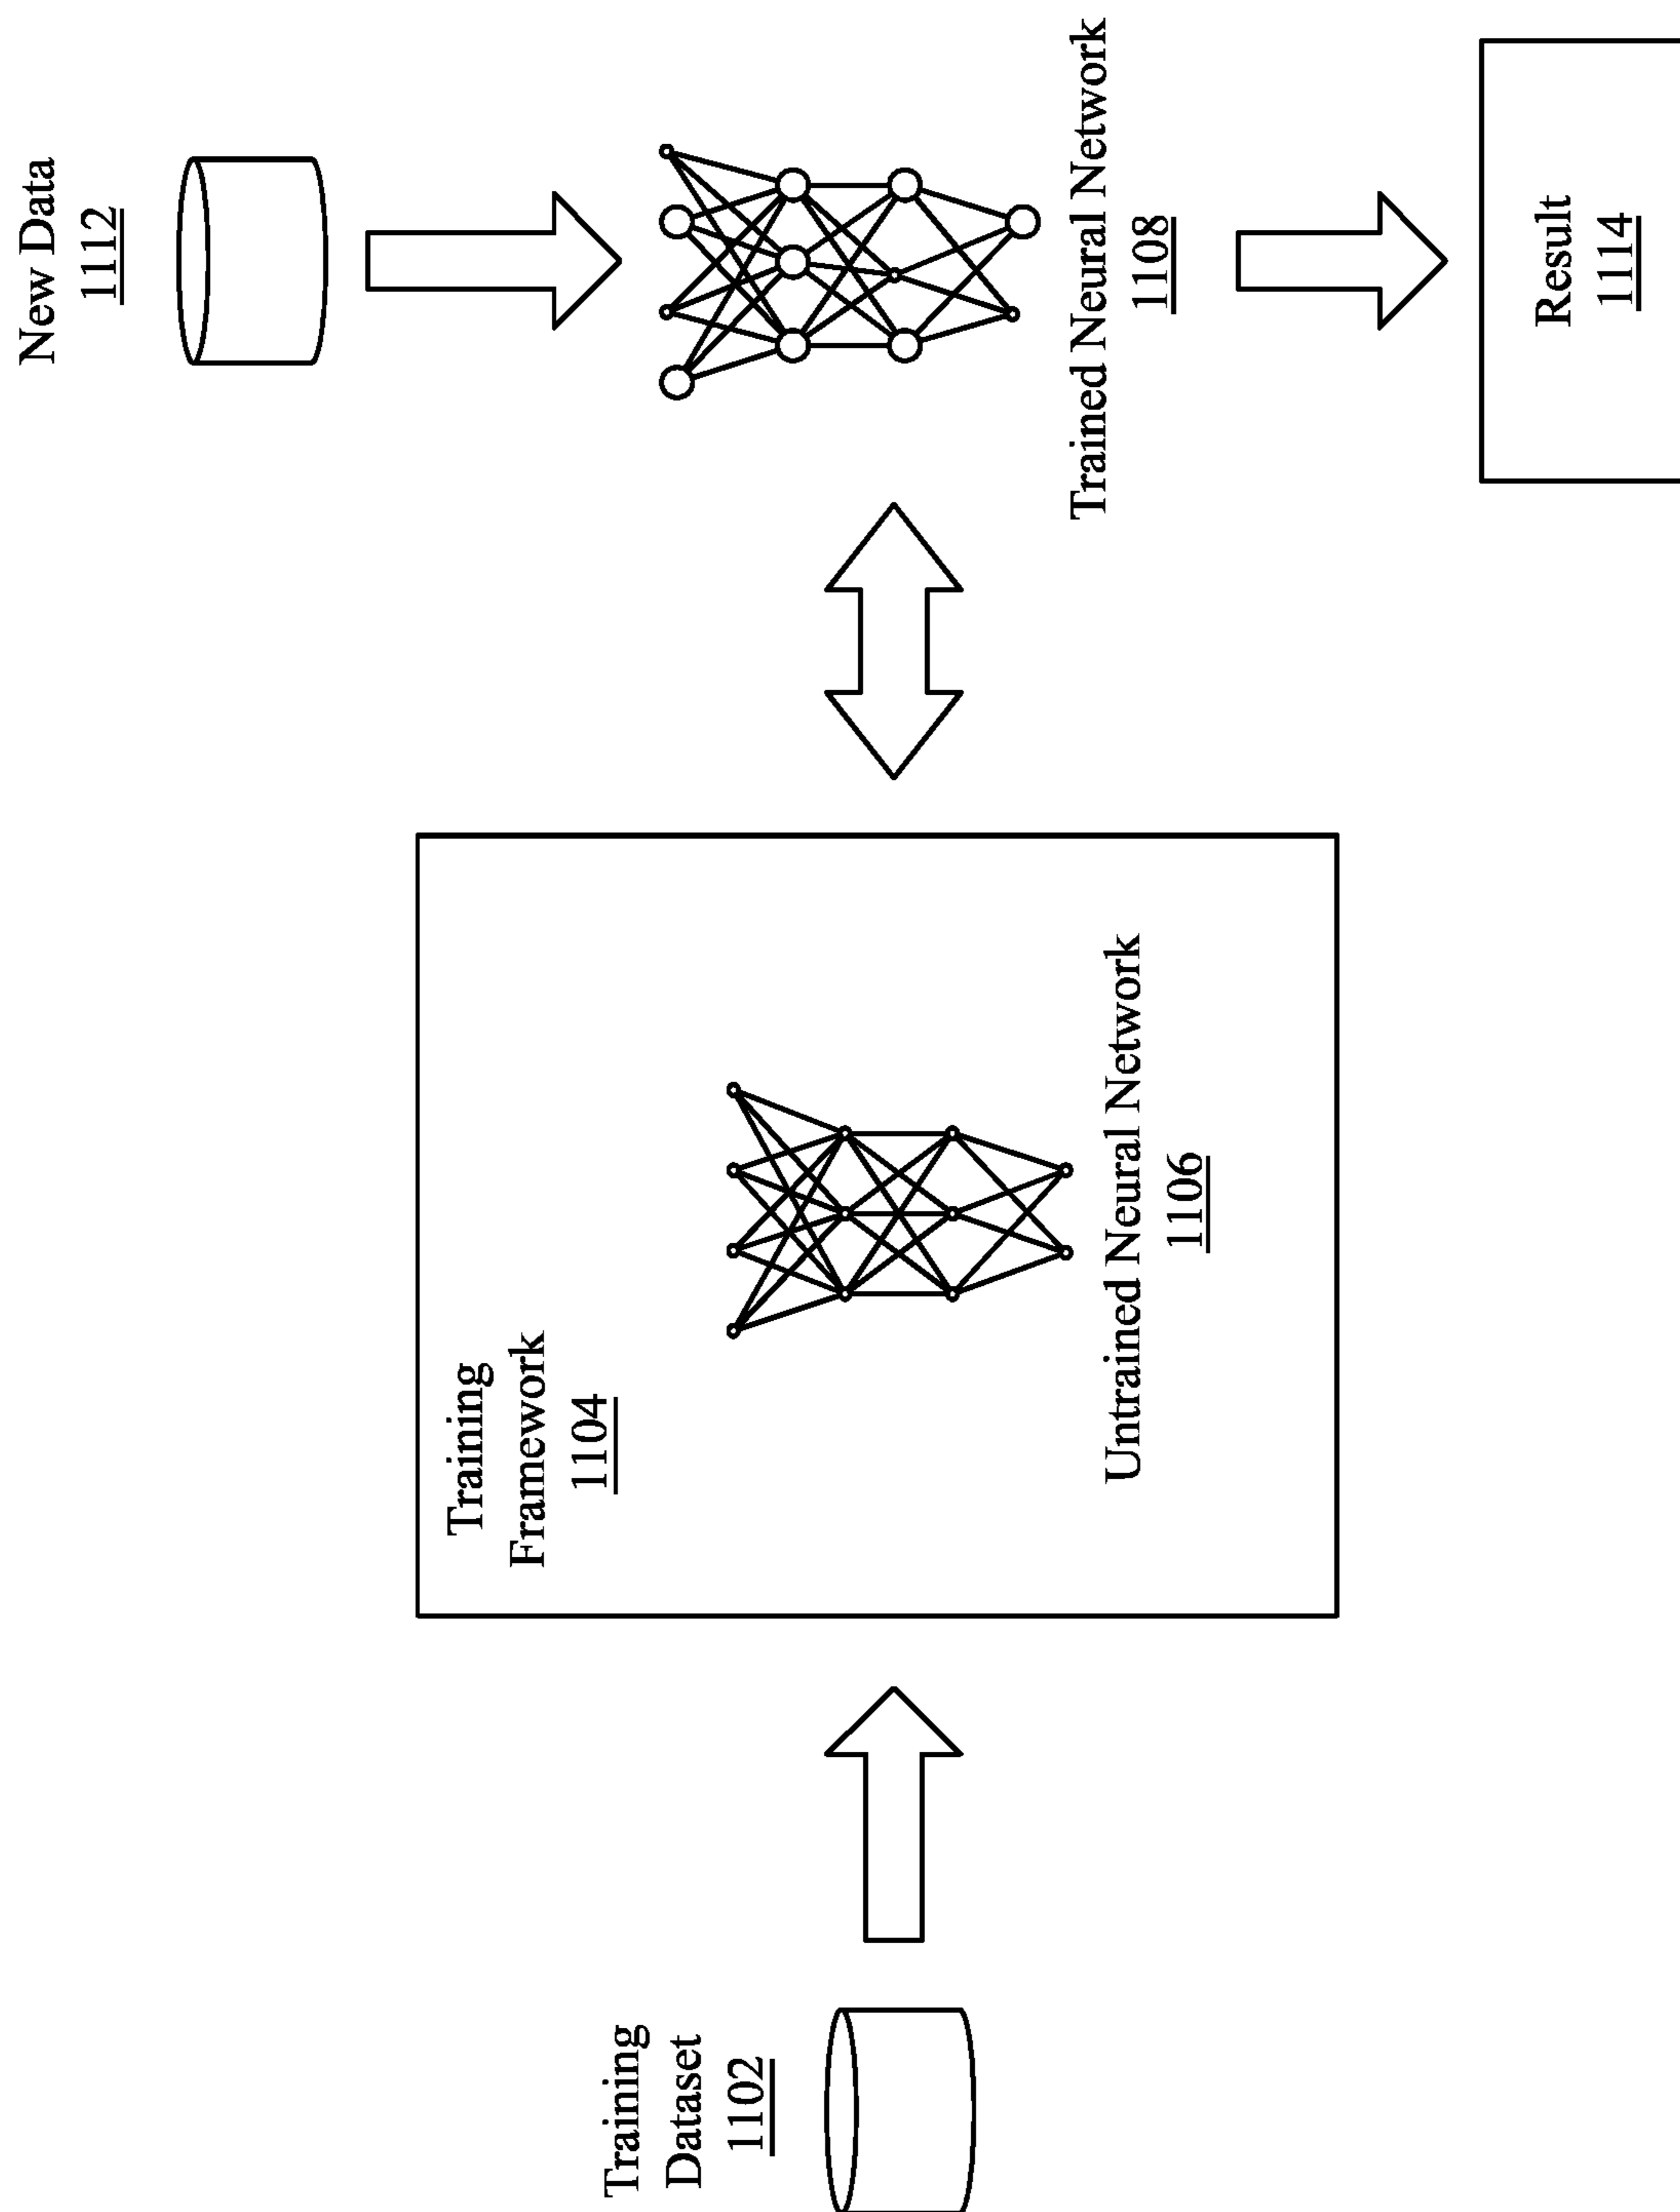 Training
Dataset
1102
Training
Framework
1104
Untrained Neural Network
1106
New Data
1112
Trained Neural Network
1108
Result
1114